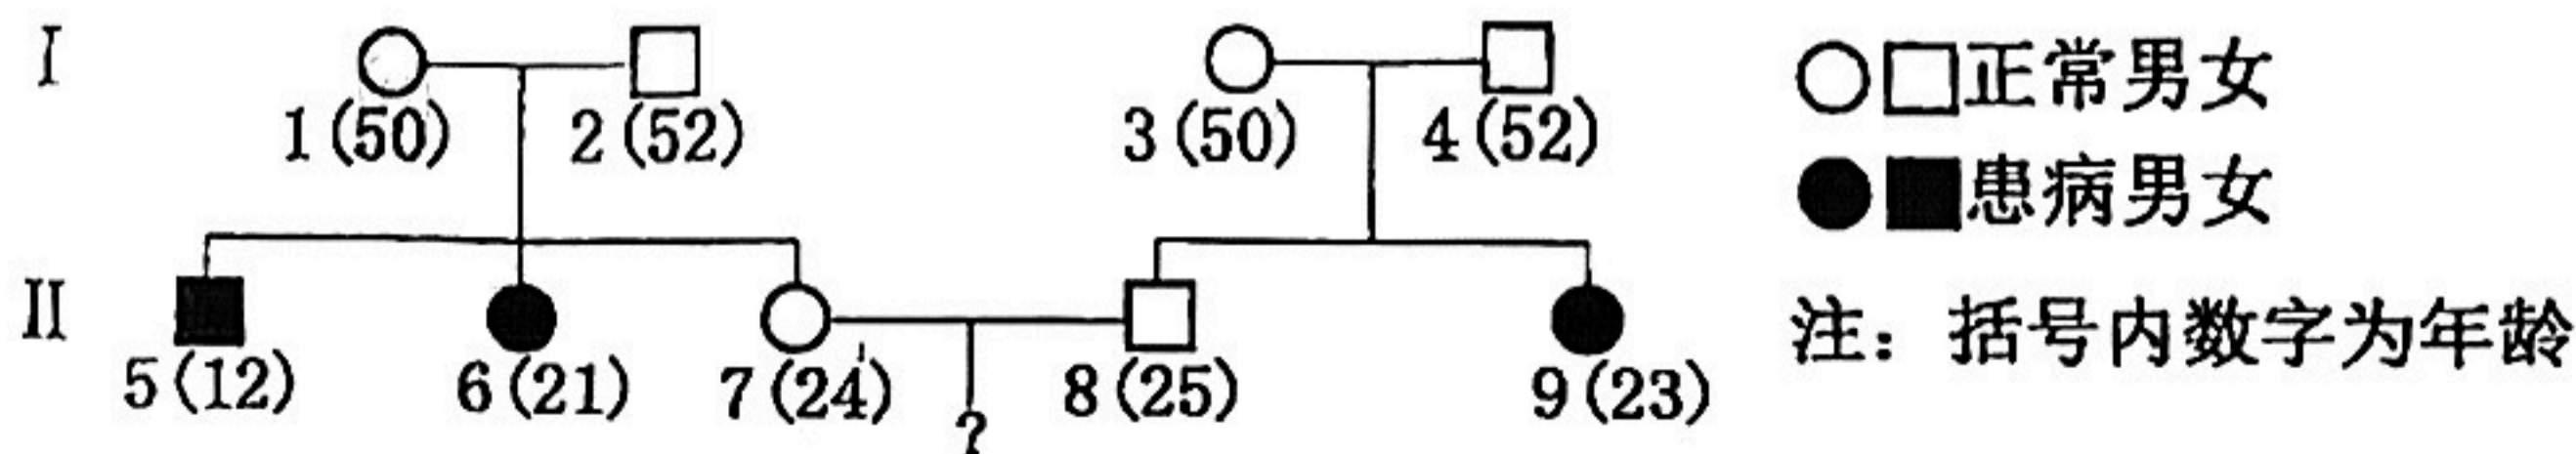 I
1(50) 2(52) 3(50) 4(52)
正常男女
患病男女
II
5(12) 6(21) 7(24) 8(25) 9(23)
?
注：括号内数字为年龄